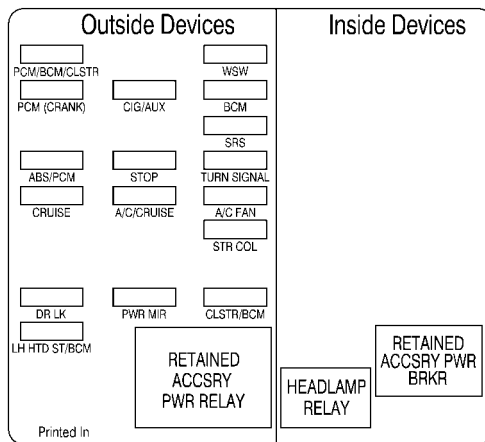 Outside Devices
Inside Devices
PCM/BCM/CLSTR
WSW
PCM (CRANK)
CIG/AUX
BCM
SRS
ABS/PCM
STOP
TURN SIGNAL
CRUISE
A/C/CRUISE
A/C FAN
STR COL
DR LK
PWR MIR
CLSTR/BCM
LH HTD ST/BCM
RETAINED
ACCSRY
PWR RELAY
HEADLAMP
RELAY
RETAINED
ACCSRY PWR
BRKR
Printed In